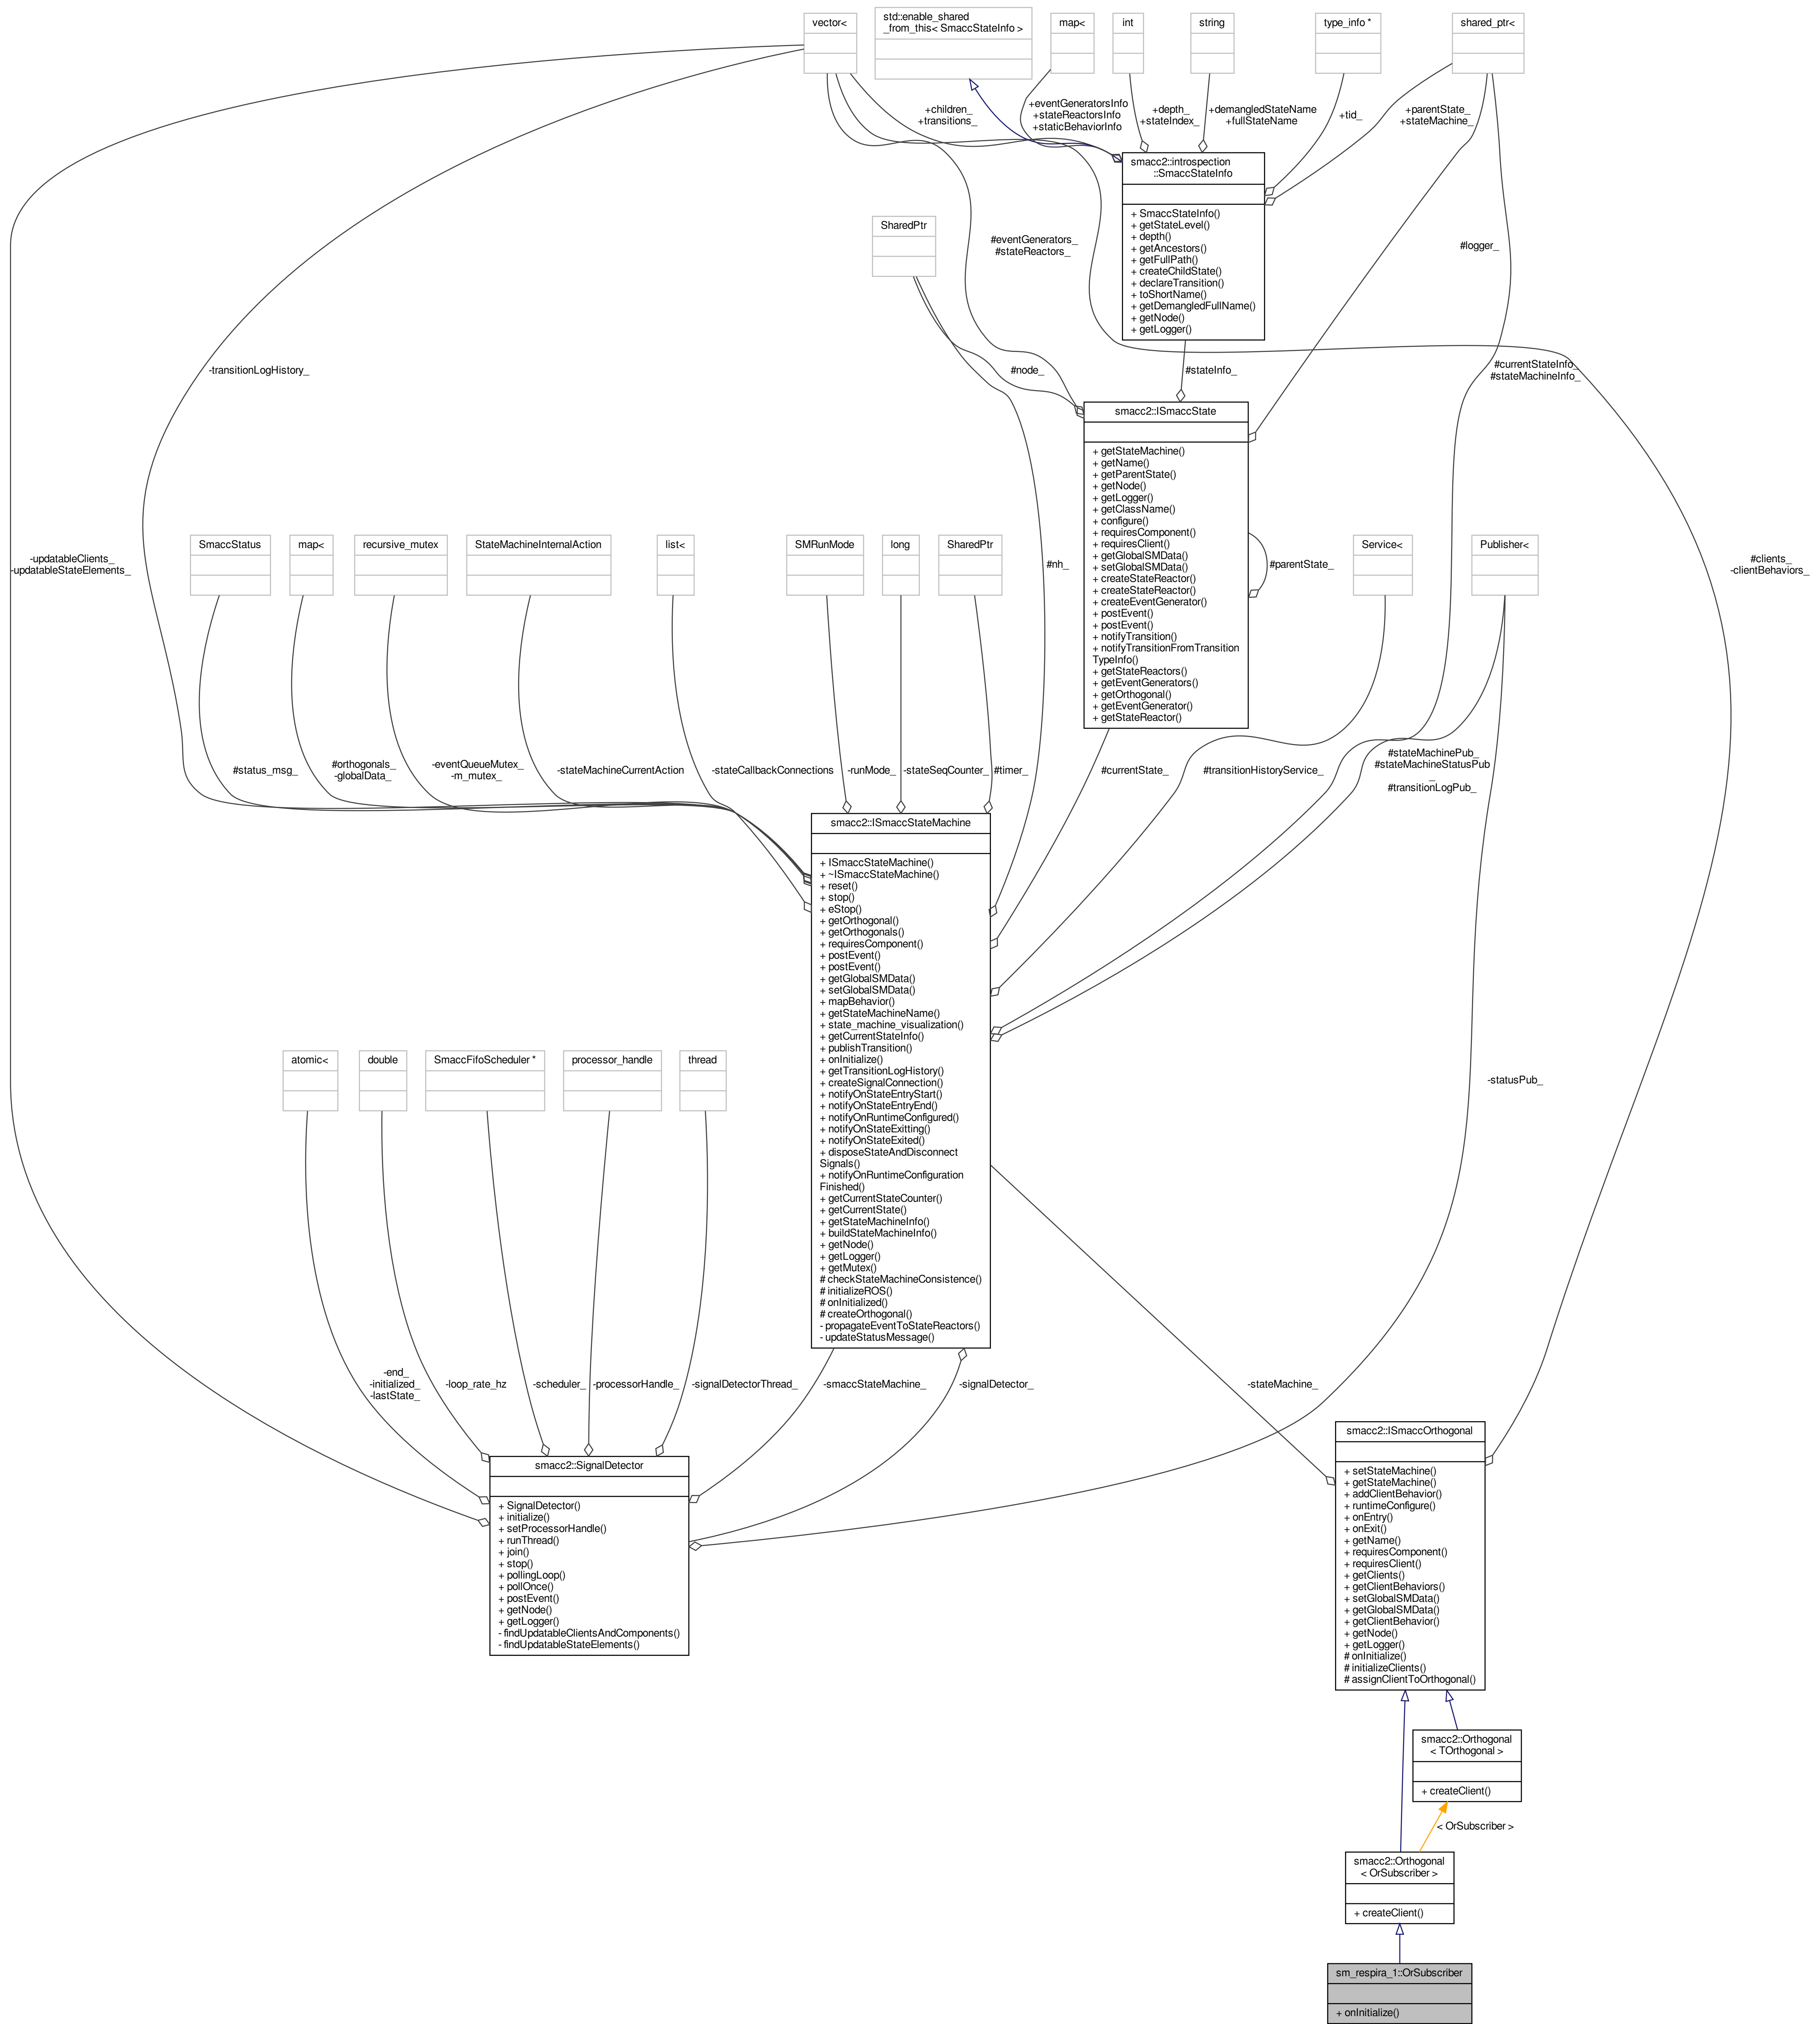 vector<
std::enable_shared
_from_this< SmaccStateInfo >
map<
int
string
type_info *
shared_ptr<
+children_
+transitions_
+eventGeneratorsInfo
+stateReactorsInfo
+staticBehaviorInfo
+depth_
+stateIndex_
+demangledStateName
+fullStateName
+tid_
+parentState_
+stateMachine_
smacc2::introspection
::SmaccStateInfo
+ SmaccStateInfo()
+ getStateLevel()
+ depth()
+ getAncestors()
+ getFullPath()
+ createChildState()
+ declareTransition()
+ toShortName()
+ getDemangledFullName()
+ getNode()
+ getLogger()
SharedPtr
#eventGenerators_
#stateReactors_
#logger_
-transitionLogHistory_
#node_
#stateInfo_
#currentStateInfo_
#stateMachineInfo_
smacc2::ISmaccState
+ getStateMachine()
+ getName()
+ getParentState()
+ getNode()
+ getLogger()
+ getClassName()
+ configure()
+ requiresComponent()
+ requiresClient()
+ getGlobalSMData()
+ setGlobalSMData()
+ createStateReactor()
+ createStateReactor()
+ createEventGenerator()
+ postEvent()
+ postEvent()
+ notifyTransition()
+ notifyTransitionFromTransition
TypeInfo()
+ getStateReactors()
+ getEventGenerators()
+ getOrthogonal()
+ getEventGenerator()
+ getStateReactor()
#parentState_
-updatableClients_
-updatableStateElements_
SmaccStatus
map<
recursive_mutex
StateMachineInternalAction
list<
SMRunMode
long
SharedPtr
#nh_
Service<
Publisher<
#clients_
-clientBehaviors_
#status_msg_
#orthogonals_
-globalData_
-eventQueueMutex_
-m_mutex_
-stateMachineCurrentAction
-stateCallbackConnections
-runMode_
-stateSeqCounter_
#timer_
#currentState_
#transitionHistoryService_
#stateMachinePub_
#stateMachineStatusPub
_
#transitionLogPub_
smacc2::ISmaccStateMachine
+ ISmaccStateMachine()
+ ~ISmaccStateMachine()
+ reset()
+ stop()
+ eStop()
+ getOrthogonal()
+ getOrthogonals()
+ requiresComponent()
+ postEvent()
+ postEvent()
+ getGlobalSMData()
+ setGlobalSMData()
+ mapBehavior()
+ getStateMachineName()
+ state_machine_visualization()
+ getCurrentStateInfo()
+ publishTransition()
+ onInitialize()
+ getTransitionLogHistory()
+ createSignalConnection()
+ notifyOnStateEntryStart()
+ notifyOnStateEntryEnd()
+ notifyOnRuntimeConfigured()
+ notifyOnStateExitting()
+ notifyOnStateExited()
+ disposeStateAndDisconnect
Signals()
+ notifyOnRuntimeConfiguration
Finished()
+ getCurrentStateCounter()
+ getCurrentState()
+ getStateMachineInfo()
+ buildStateMachineInfo()
+ getNode()
+ getLogger()
+ getMutex()
# checkStateMachineConsistence()
# initializeROS()
# onInitialized()
# createOrthogonal()
- propagateEventToStateReactors()
- updateStatusMessage()
atomic<
double
SmaccFifoScheduler *
processor_handle
thread
-statusPub_
-end_
-initialized_
-lastState_
-loop_rate_hz
-scheduler_
-processorHandle_
-signalDetectorThread_
-smaccStateMachine_
-signalDetector_
-stateMachine_
smacc2::SignalDetector
+ SignalDetector()
+ initialize()
+ setProcessorHandle()
+ runThread()
+ join()
+ stop()
+ pollingLoop()
+ pollOnce()
+ postEvent()
+ getNode()
+ getLogger()
- findUpdatableClientsAndComponents()
- findUpdatableStateElements()
smacc2::ISmaccOrthogonal
+ setStateMachine()
+ getStateMachine()
+ addClientBehavior()
+ runtimeConfigure()
+ onEntry()
+ onExit()
+ getName()
+ requiresComponent()
+ requiresClient()
+ getClients()
+ getClientBehaviors()
+ setGlobalSMData()
+ getGlobalSMData()
+ getClientBehavior()
+ getNode()
+ getLogger()
# onInitialize()
# initializeClients()
# assignClientToOrthogonal()
smacc2::Orthogonal
< TOrthogonal >
+ createClient()
< OrSubscriber >
smacc2::Orthogonal
< OrSubscriber >
+ createClient()
sm_respira_1::OrSubscriber
+ onInitialize()